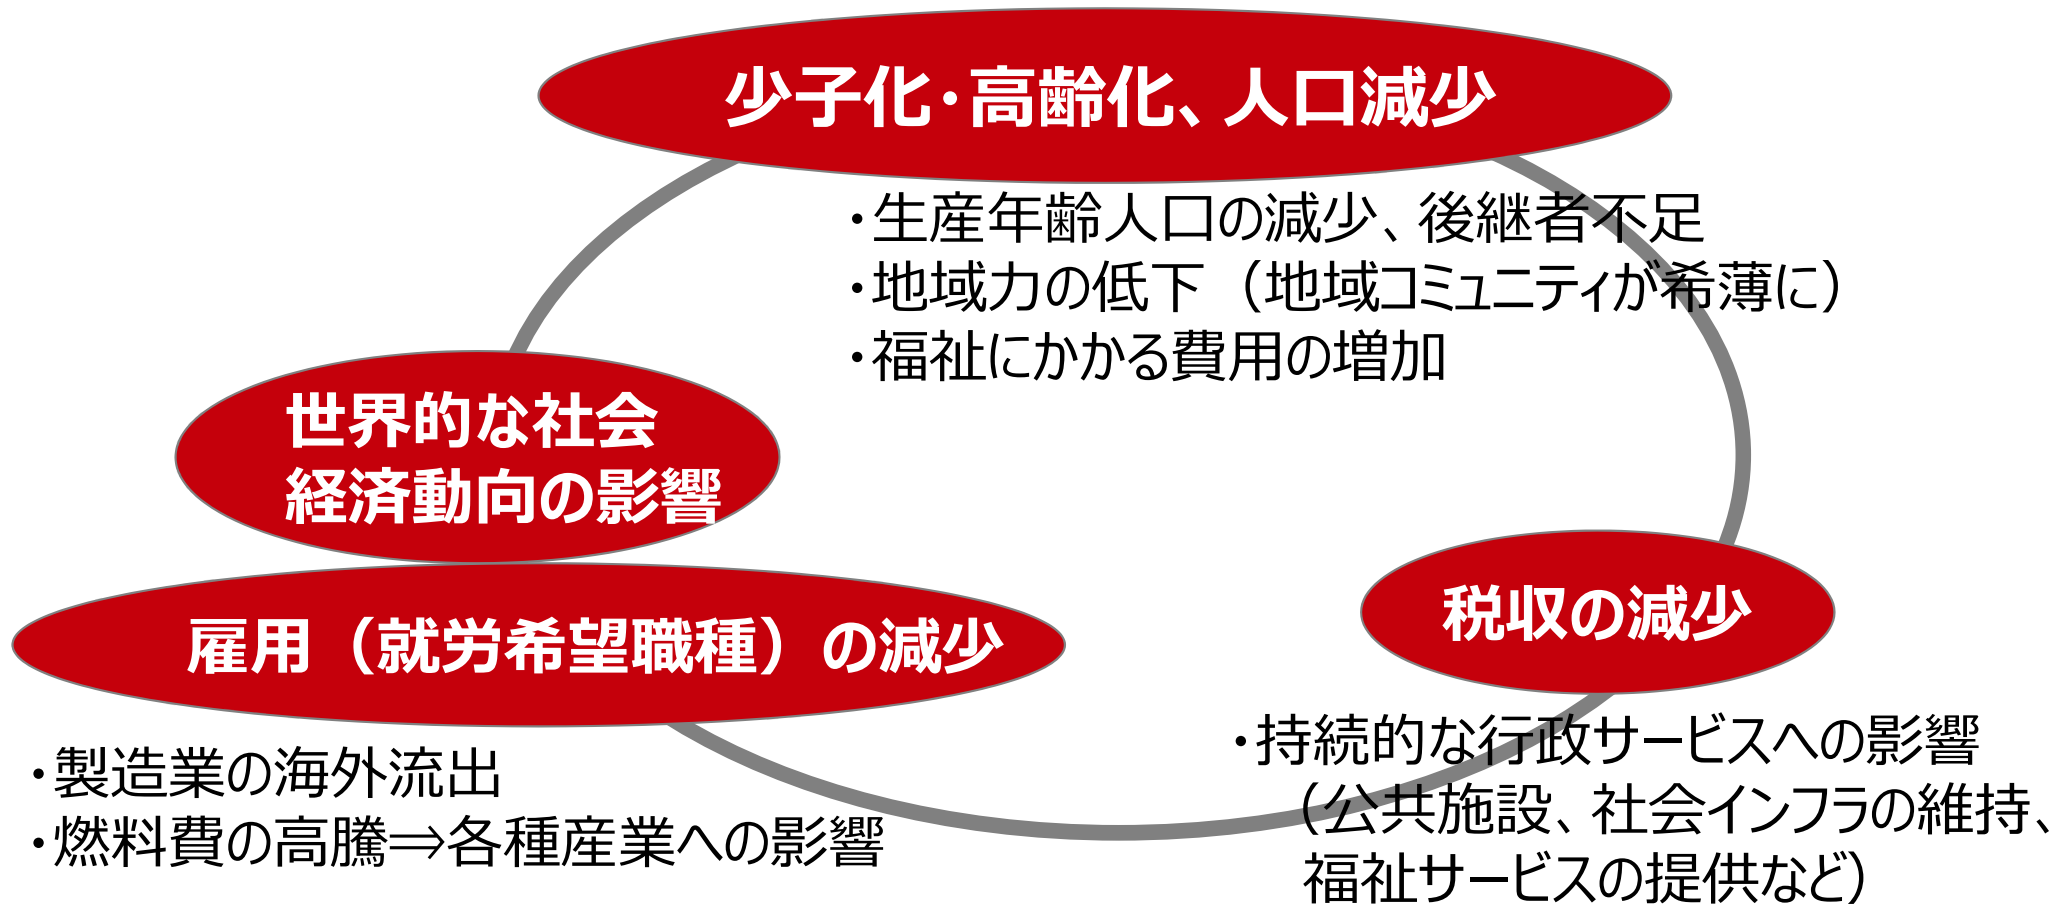 少子化・高齢化、人口減少
・生産年齢人口の減少、後継者不足
・地域力の低下（地域コミュニティが希薄に）
・福祉にかかる費用の増加
世界的な社会
経済動向の影響
雇用（就労希望職種）の減少
・製造業の海外流出
・燃料費の高騰⇒各種産業への影響
税収の減少
・持続的な行政サービスへの影響
（公共施設、社会インフラの維持、
福祉サービスの提供など）